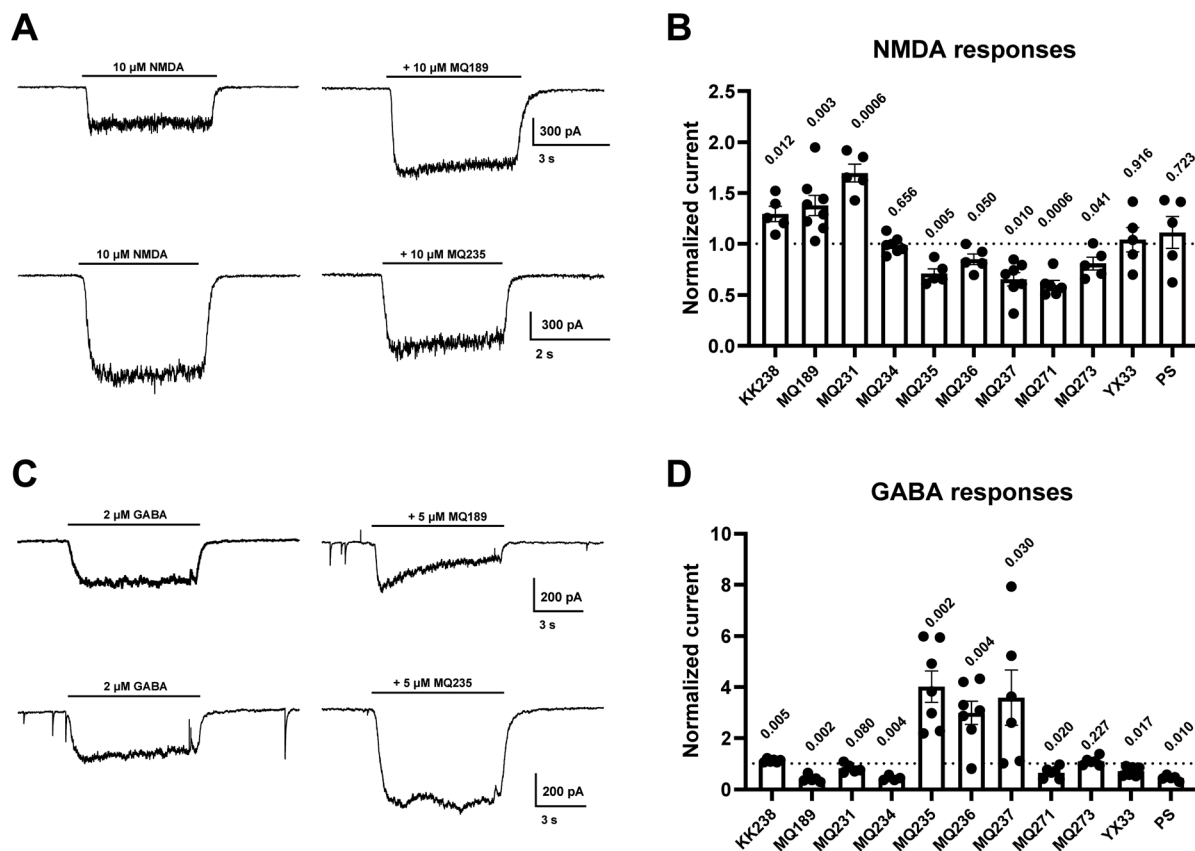 A
10 µM NMDA
+ 10 µM MQ189
300 pA
3 s
10 µM NMDA
+ 10 µM MQ235
300 pA
2 s
B
NMDA responses
Normalized current
2.5
2.0
1.5
1.0
0.5
0.0
0.012
0.003
0.0006
0.656
0.005
0.050
0.010
0.0006
0.041
0.916
0.723
KK238
MQ189
MQ231
MQ234
MQ235
MQ236
MQ237
MQ271
MQ273
YX33
PS
C
2 µM GABA
+ 5 µM MQ189
200 pA
3 s
2 µM GABA
+ 5 µM MQ235
200 pA
3 s
D
GABA responses
Normalized current
10
8
6
4
2
0
0.005
0.002
0.080
0.004
0.002
0.004
0.030
0.020
0.227
0.017
0.010
KK238
MQ189
MQ231
MQ234
MQ235
MQ236
MQ237
MQ271
MQ273
YX33
PS